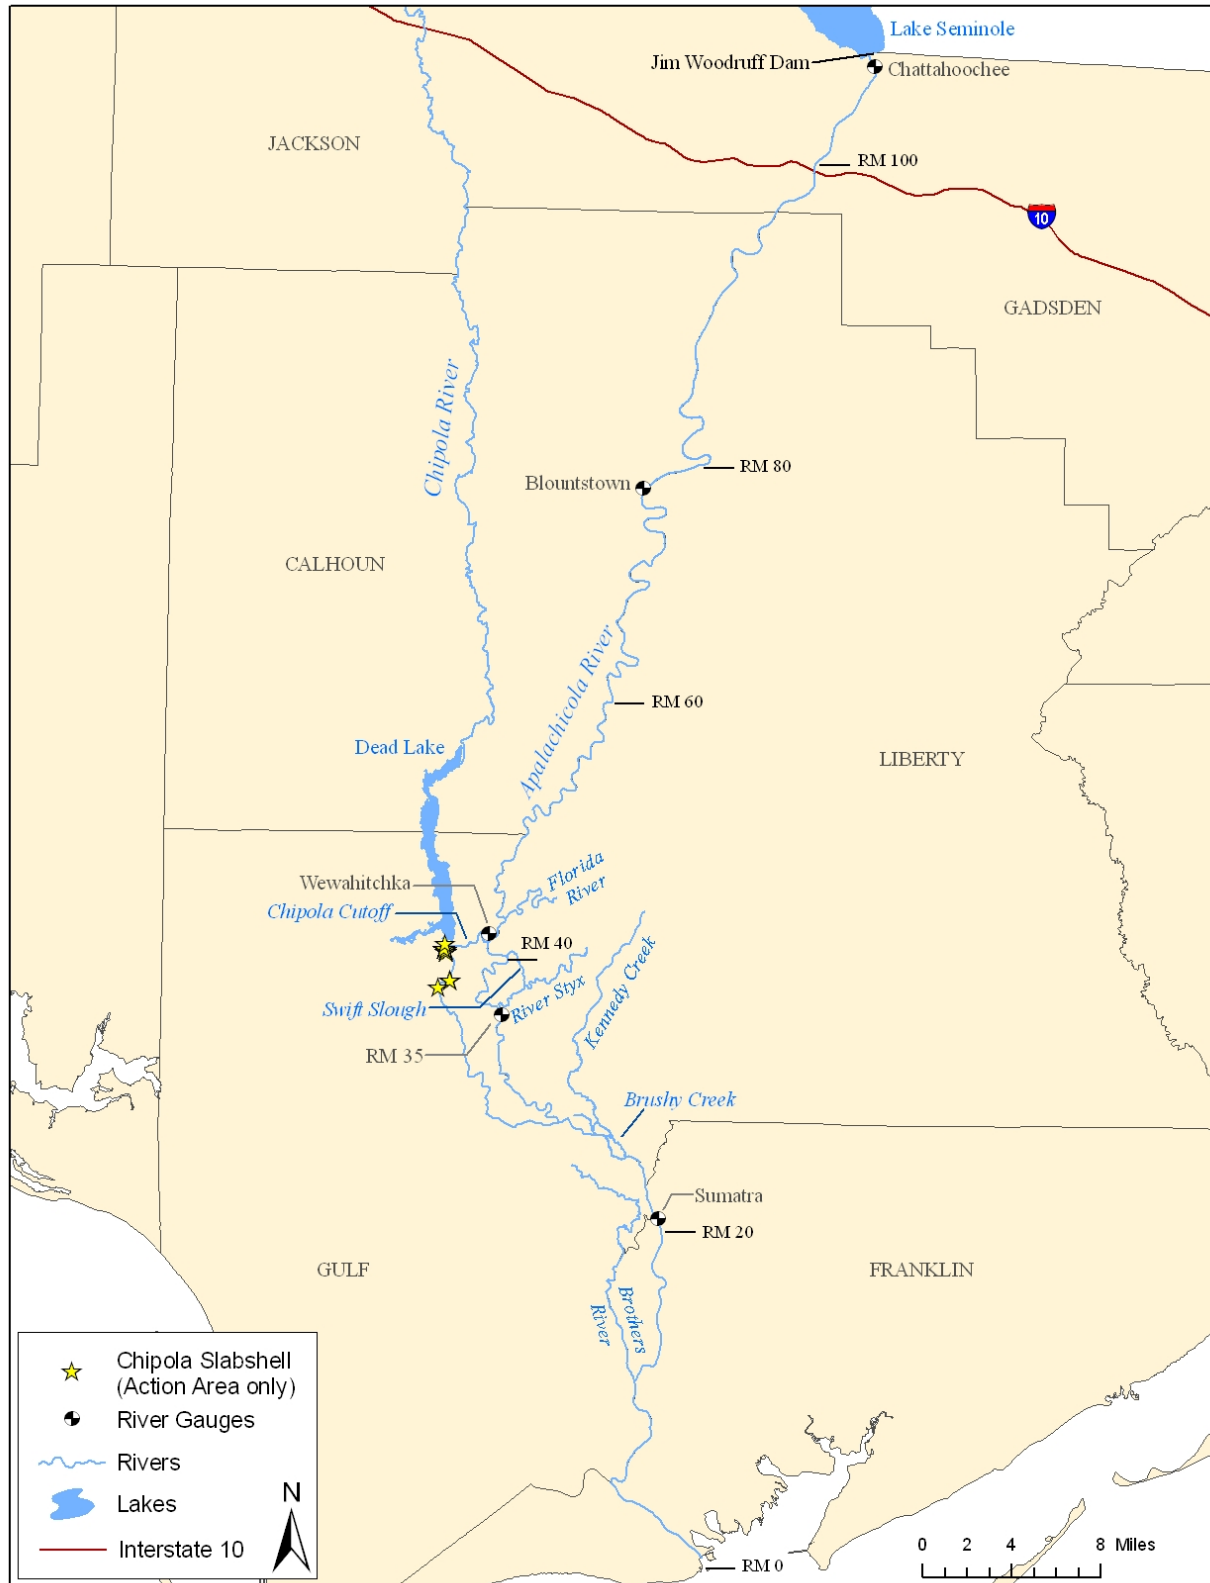 Lake Seminole
Jim Woodruff Dam
Chattahoochee
JACKSON
RM 100
10
GADSDEN
Chipola River
RM 80
Blountstown
CALHOUN
Apalachicola River
RM 60
Dead Lake
LIBERTY
Florida
River
Wewahitchka
Chipola Cutoff
RM 40
Kennedy Creek
Swift Slough
River Styx
RM 35
Brushy Creek
Sumatra
RM 20
GULF
FRANKLIN
Brothers
River
Chipola Slabshell
(Action Area only)
River Gauges
Rivers
Lakes
N
Interstate 10
0 2 4 8 Miles
RM 0